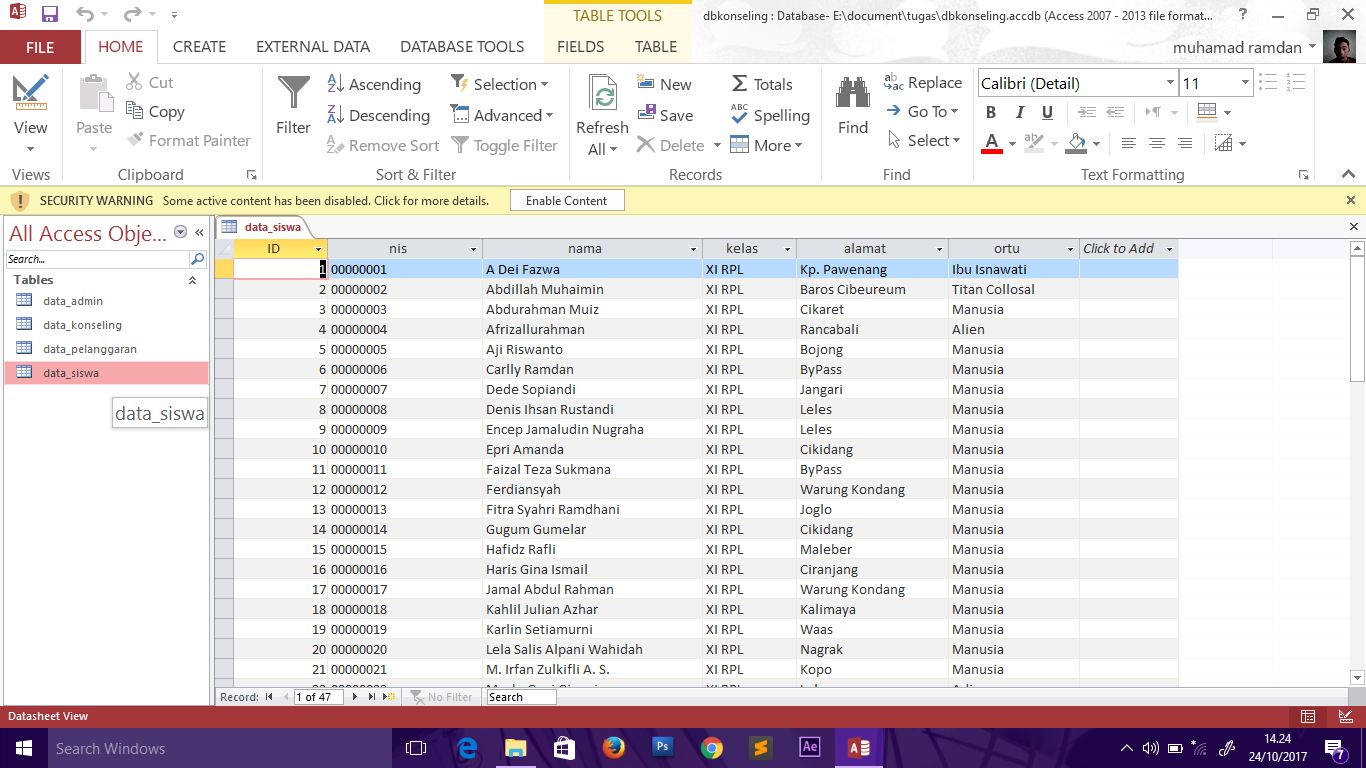 TABLE TOOLS
dbkonseling : Database- E:\document\tugas\dbkonseling.accdb (Access 2007 - 2013 file format...
FILE HOME CREATE EXTERNAL DATA DATABASE TOOLS FIELDS TABLE muhamad ramdan
View
Views
Paste
Cut
Copy
Format Painter
Clipboard
Filter
Ascending
Descending
Remove Sort
Selection
Advanced
Toggle Filter
Sort & Filter
Refresh
All
New
Save
Delete
Totals
Spelling
More
Records
Find
Replace
Go To
Select
Find
Calibri (Detail) 11
B I U
A
Text Formatting
SECURITY WARNING Some active content has been disabled. Click for more details. Enable Content
All Access Obje...
Search...
Tables
data_admin
data_konseling
data_pelanggaran
data_siswa
data_siswa
data_siswa
ID nis nama kelas alamat ortu Click to Add
1 00000001 A Dei Fazwa XI RPL Kp. Pawenang Ibu Isnawati
2 00000002 Abdillah Muhaimin XI RPL Baros Cibeureum Titan Collosal
3 00000003 Abdurahman Muiz XI RPL Cikaret Manusia
4 00000004 Afrizallurahman XI RPL Rancabali Alien
5 00000005 Aji Riswanto XI RPL Bojong Manusia
6 00000006 Carlly Ramdan XI RPL ByPass Manusia
7 00000007 Dede Sopiandi XI RPL Jangari Manusia
8 00000008 Denis Ihsan Rustandi XI RPL Leles Manusia
9 00000009 Encep Jamaludin Nugraha XI RPL Leles Manusia
10 00000010 Epri Amanda XI RPL Cikidang Manusia
11 00000011 Faizal Teza Sukmana XI RPL ByPass Manusia
12 00000012 Ferdiansyah XI RPL Warung Kondang Manusia
13 00000013 Fitra Syahri Ramdhani XI RPL Joglo Manusia
14 00000014 Gugum Gumelar XI RPL Cikidang Manusia
15 00000015 Hafidz Rafli XI RPL Maleber Manusia
16 00000016 Haris Gina Ismail XI RPL Ciranjang Manusia
17 00000017 Jamal Abdul Rahman XI RPL Warung Kondang Manusia
18 00000018 Kahlil Julian Azhar XI RPL Kalimaya Manusia
19 00000019 Karlin Setiamurni XI RPL Waas Manusia
20 00000020 Lela Salis Alpani Wahidah XI RPL Nagrak Manusia
21 00000021 M. Irfan Zulkifli A. S. XI RPL Kopo Manusia
Record: 1 of 47 No Filter Search
Datasheet View
Search Windows
14.24
24/10/2017
7